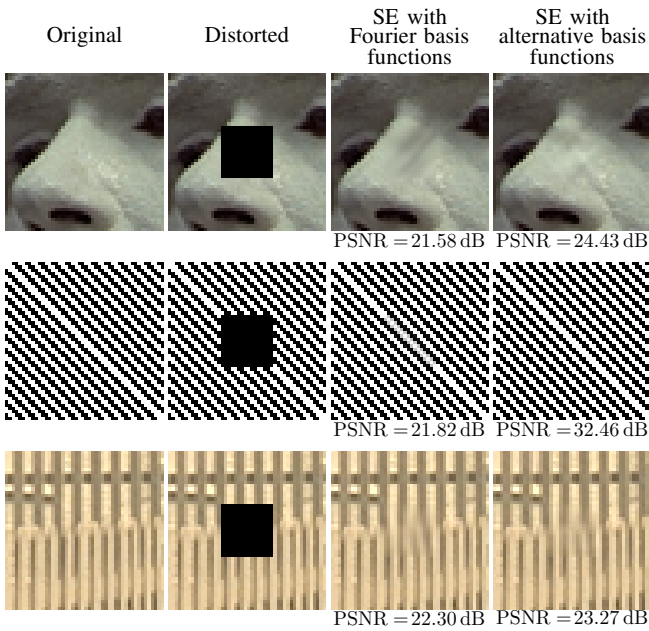 Original
Distorted
SE with
Fourier basis
functions
SE with
alternative basis
functions
PSNR = 21.58 dB
PSNR = 24.43 dB
PSNR = 21.82 dB
PSNR = 32.46 dB
PSNR = 22.30 dB
PSNR = 23.27 dB